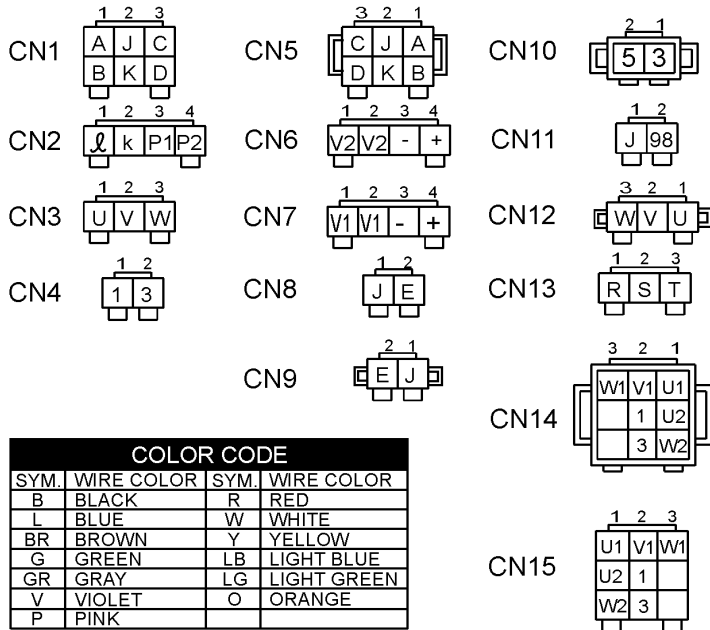 1 2 3
CN1 A J C
B K D
1 2 3 4
CN2 ℓ k P1 P2
1 2 3
CN3 U V W
1 2
CN4 1 3
3 2 1
CN5 C J A
D K B
1 2 3 4
CN6 V2 V2 - +
1 2 3 4
CN7 V1 V1 - +
1 2
CN8 J E
2 1
CN9 E J
2 1
CN10 5 3
1 2
CN11 J 98
3 2 1
CN12 W V U
1 2 3
CN13 R S T
3 2 1
W1 V1 U1
CN14 1 U2
3 W2
1 2 3
U1 V1 W1
CN15 U2 1
W2 3
COLOR CODE
SYM. WIRE COLOR SYM. WIRE COLOR
B BLACK R RED
L BLUE W WHITE
BR BROWN Y YELLOW
G GREEN LB LIGHT BLUE
GR GRAY LG LIGHT GREEN
V VIOLET O ORANGE
P PINK